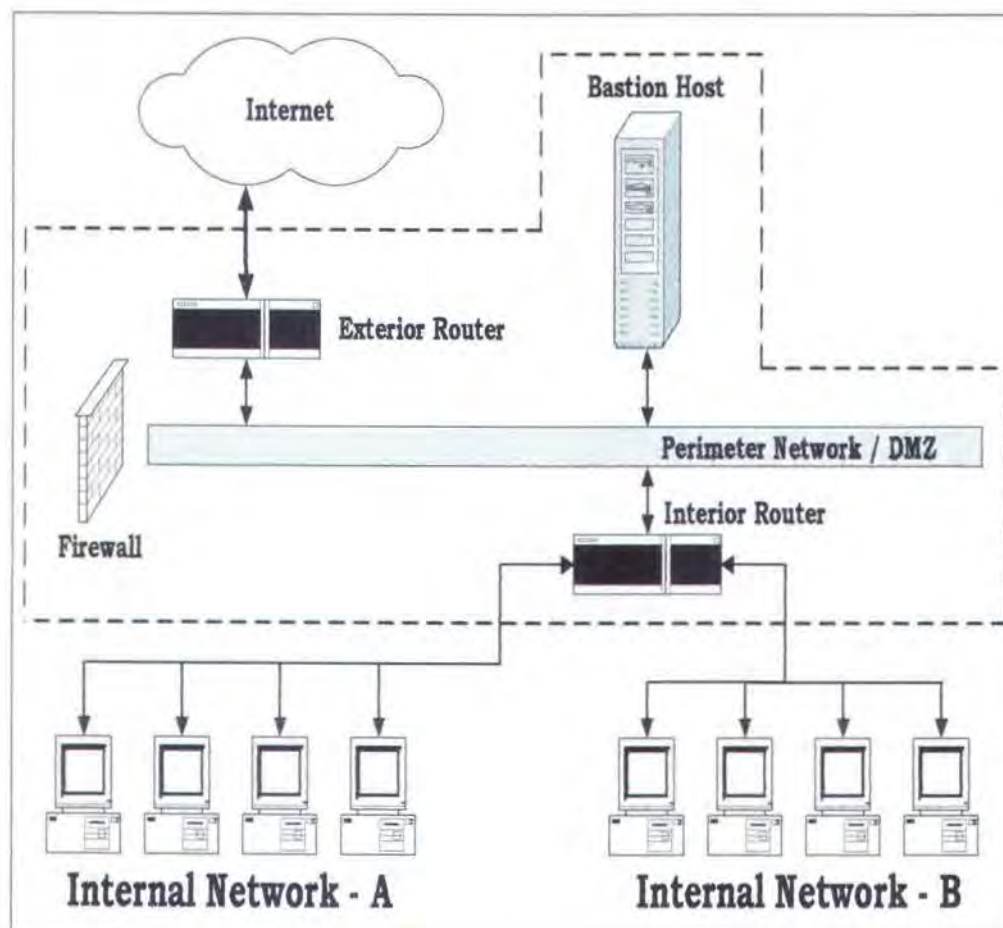 Internet
Bastion Host
Exterior Router
Perimeter Network / DMZ
Interior Router
Firewall
Internal Network - A
Internal Network - B